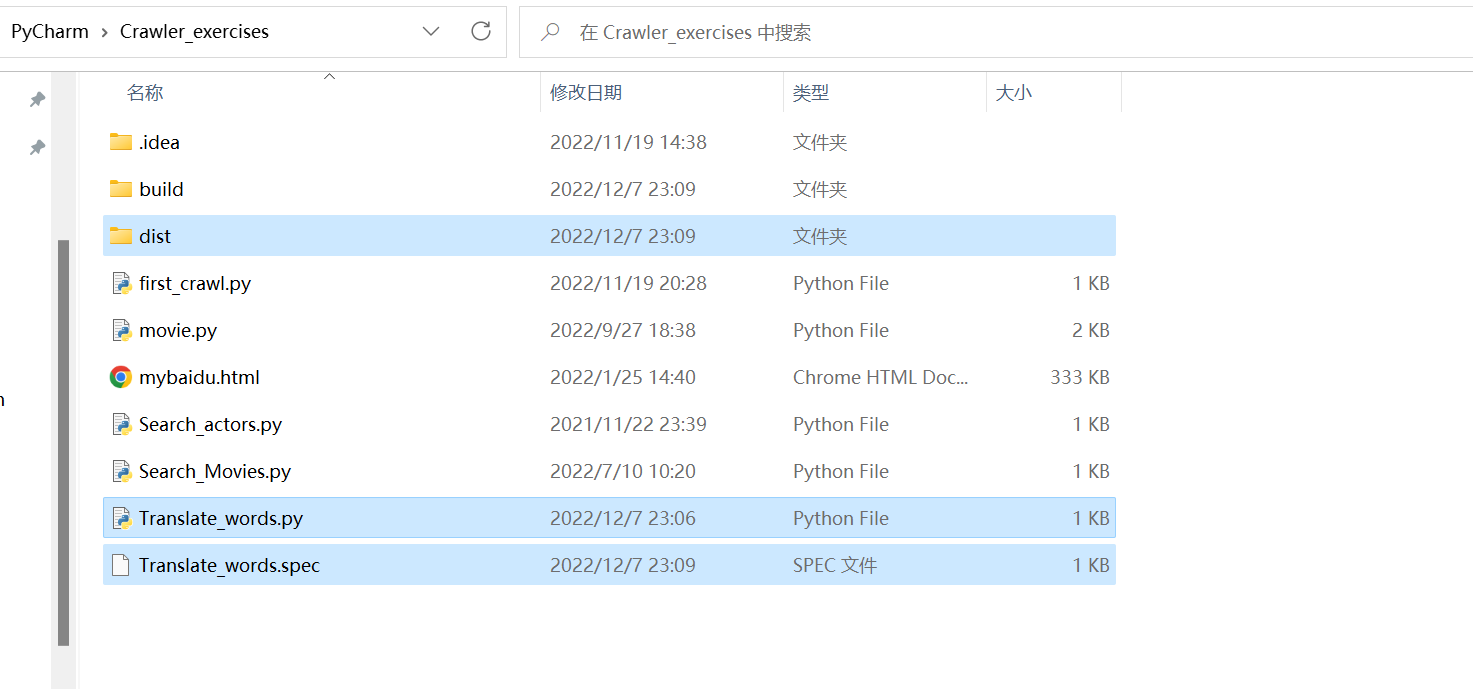 PyCharm › Crawler_exercises 在 Crawler_exercises 中搜索
名称 修改日期 类型 大小
.idea 2022/11/19 14:38 文件夹
build 2022/12/7 23:09 文件夹
dist 2022/12/7 23:09 文件夹
first_crawl.py 2022/11/19 20:28 Python File 1 KB
movie.py 2022/9/27 18:38 Python File 2 KB
mybaidu.html 2022/1/25 14:40 Chrome HTML Doc... 333 KB
Search_actors.py 2021/11/22 23:39 Python File 1 KB
Search_Movies.py 2022/7/10 10:20 Python File 1 KB
Translate_words.py 2022/12/7 23:06 Python File 1 KB
Translate_words.spec 2022/12/7 23:09 SPEC 文件 1 KB